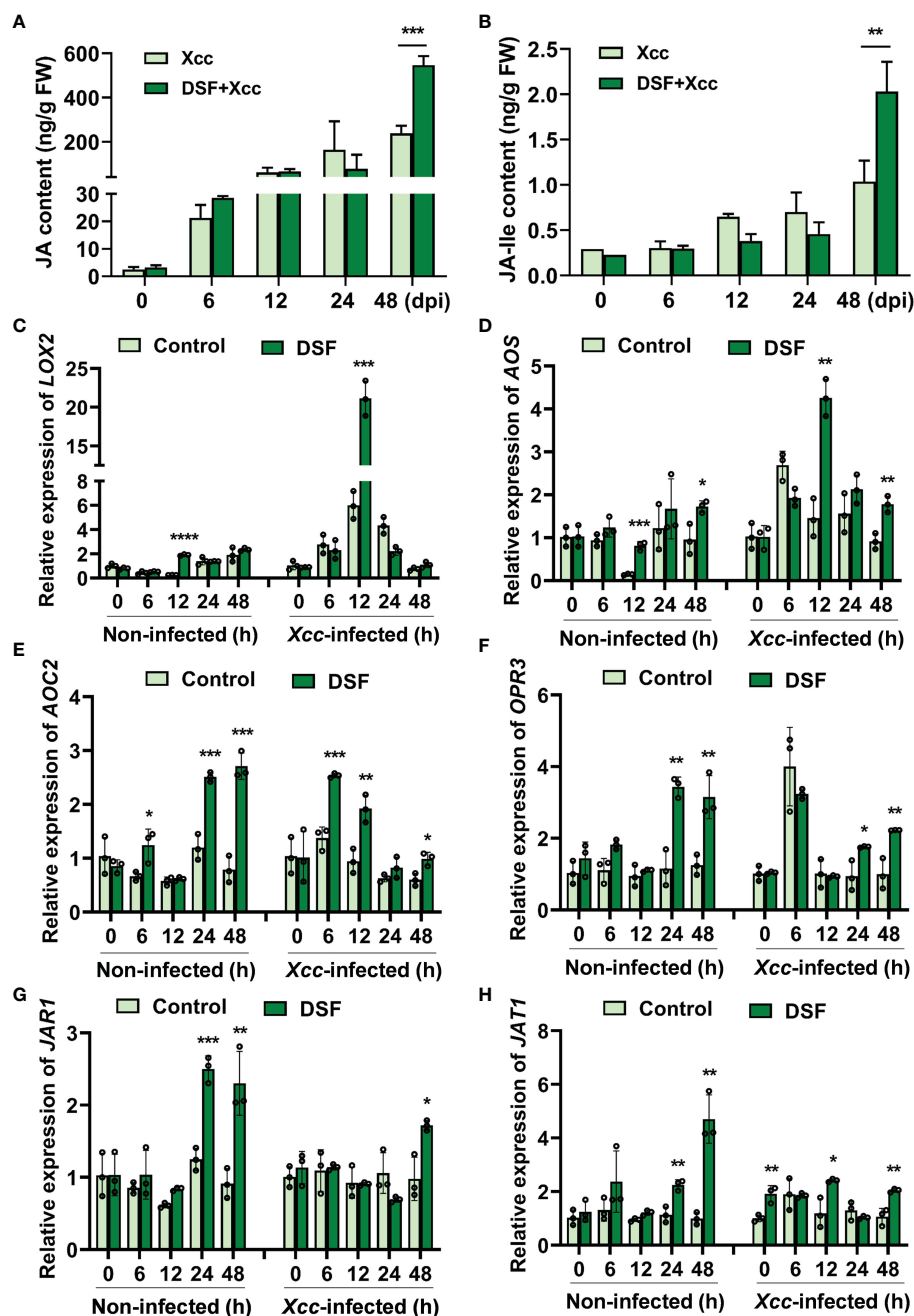 A
JA content (ng/g FW)
600
400
200
30
20
10
0
Xcc
DSF+Xcc
***
0 6 12 24 48 (dpi)
B
JA-Ile content (ng/g FW)
2.5
2.0
1.5
1.0
0.5
0.0
Xcc
DSF+Xcc
**
0 6 12 24 48 (dpi)
C
Relative expression of LOX2
25
20
15
10
8
6
4
2
0
Control DSF
**** ***
0 6 12 24 48 0 6 12 24 48
Non-infected (h) Xcc-infected (h)
D
Relative expression of AOS
5
4
3
2
1
0
Control DSF
*** * ** **
0 6 12 24 48 0 6 12 24 48
Non-infected (h) Xcc-infected (h)
E
Relative expression of AOC2
4
3
2
1
0
Control DSF
* *** *** *** ** *
0 6 12 24 48 0 6 12 24 48
Non-infected (h) Xcc-infected (h)
F
Relative expression of OPR3
6
4
2
0
Control DSF
** ** * **
0 6 12 24 48 0 6 12 24 48
Non-infected (h) Xcc-infected (h)
G
Relative expression of JAR1
3
2
1
0
Control DSF
*** ** *
0 6 12 24 48 0 6 12 24 48
Non-infected (h) Xcc-infected (h)
H
Relative expression of JAT1
8
6
4
2
0
Control DSF
** ** ** * **
0 6 12 24 48 0 6 12 24 48
Non-infected (h) Xcc-infected (h)